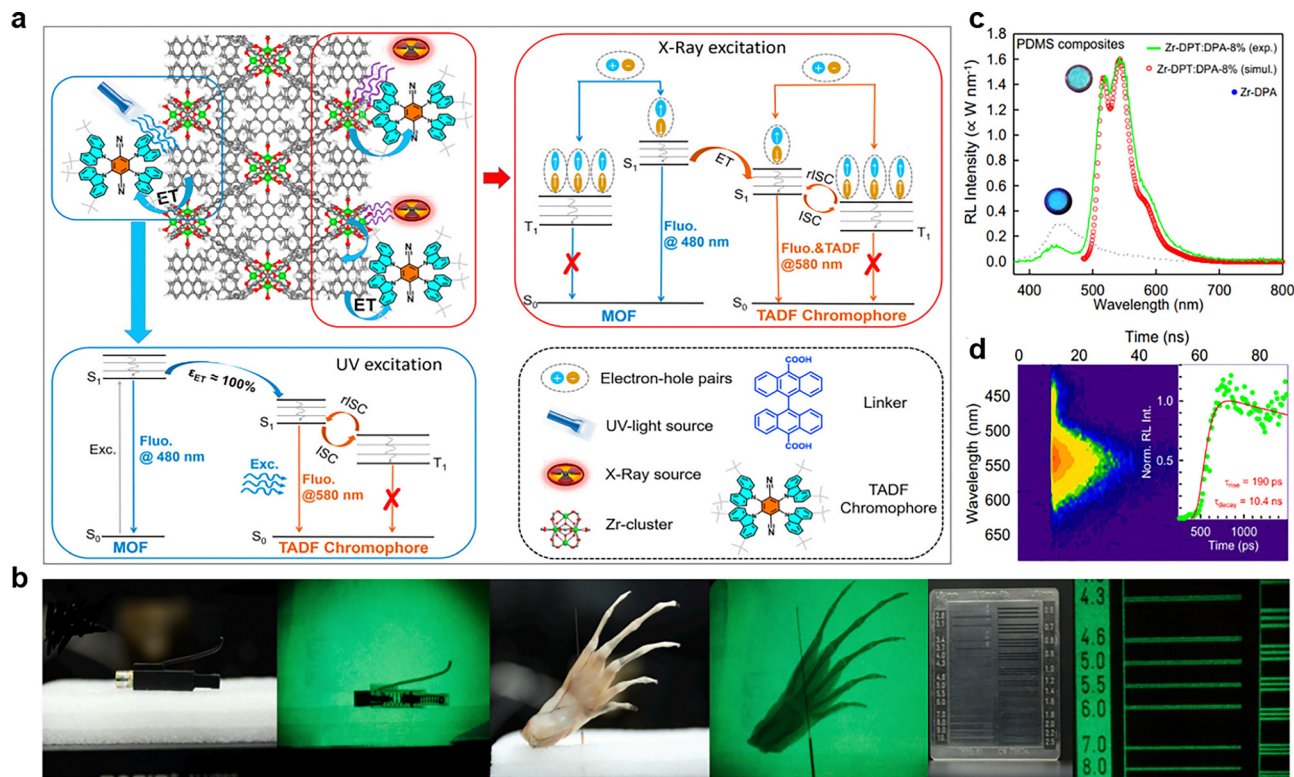 a
X-Ray excitation
ET
ET
ET
S1
T1
Fluo.
@ 480 nm
S0
MOF
ET
S1
rISC
ISC
T1
Fluo.&TADF
@580 nm
S0
TADF Chromophore
UV excitation
S1
εET ≈ 100%
Exc.
Fluo.
@ 480 nm
S0
MOF
S1
rISC
ISC
T1
Exc.
Fluo.
@580 nm
S0
TADF Chromophore
Electron-hole pairs
UV-light source
X-Ray source
Zr-cluster
COOH
COOH
Linker
TADF
Chromophore
b
4.3
4.6
5.0
5.5
6.0
7.0
8.0
c
PDMS composites
Zr-DPT:DPA-8% (exp.)
Zr-DPT:DPA-8% (simul.)
Zr-DPA
RL Intensity (∝ W nm⁻¹)
1.8
1.6
1.4
1.2
1.0
0.8
0.6
0.4
0.2
0.0
400 500 600 700 800
Wavelength (nm)
d
Time (ns)
0 20 40 60 80
Wavelength (nm)
450
500
550
600
650
Norm. RL Int.
1.0
0.5
τrise = 190 ps
τdecay = 10.4 ns
500 1000
Time (ps)